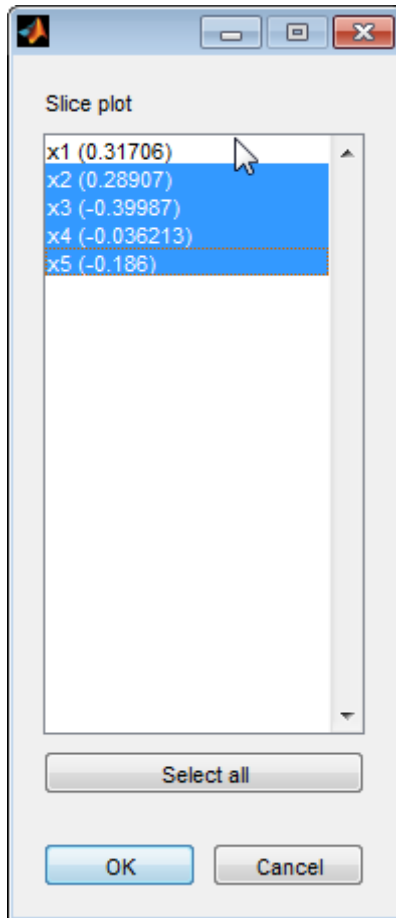 Slice plot
x1 (0.31706)
x2 (0.28907)
x3 (-0.39987)
x4 (-0.036213)
x5 (-0.186)
Select all
OK Cancel